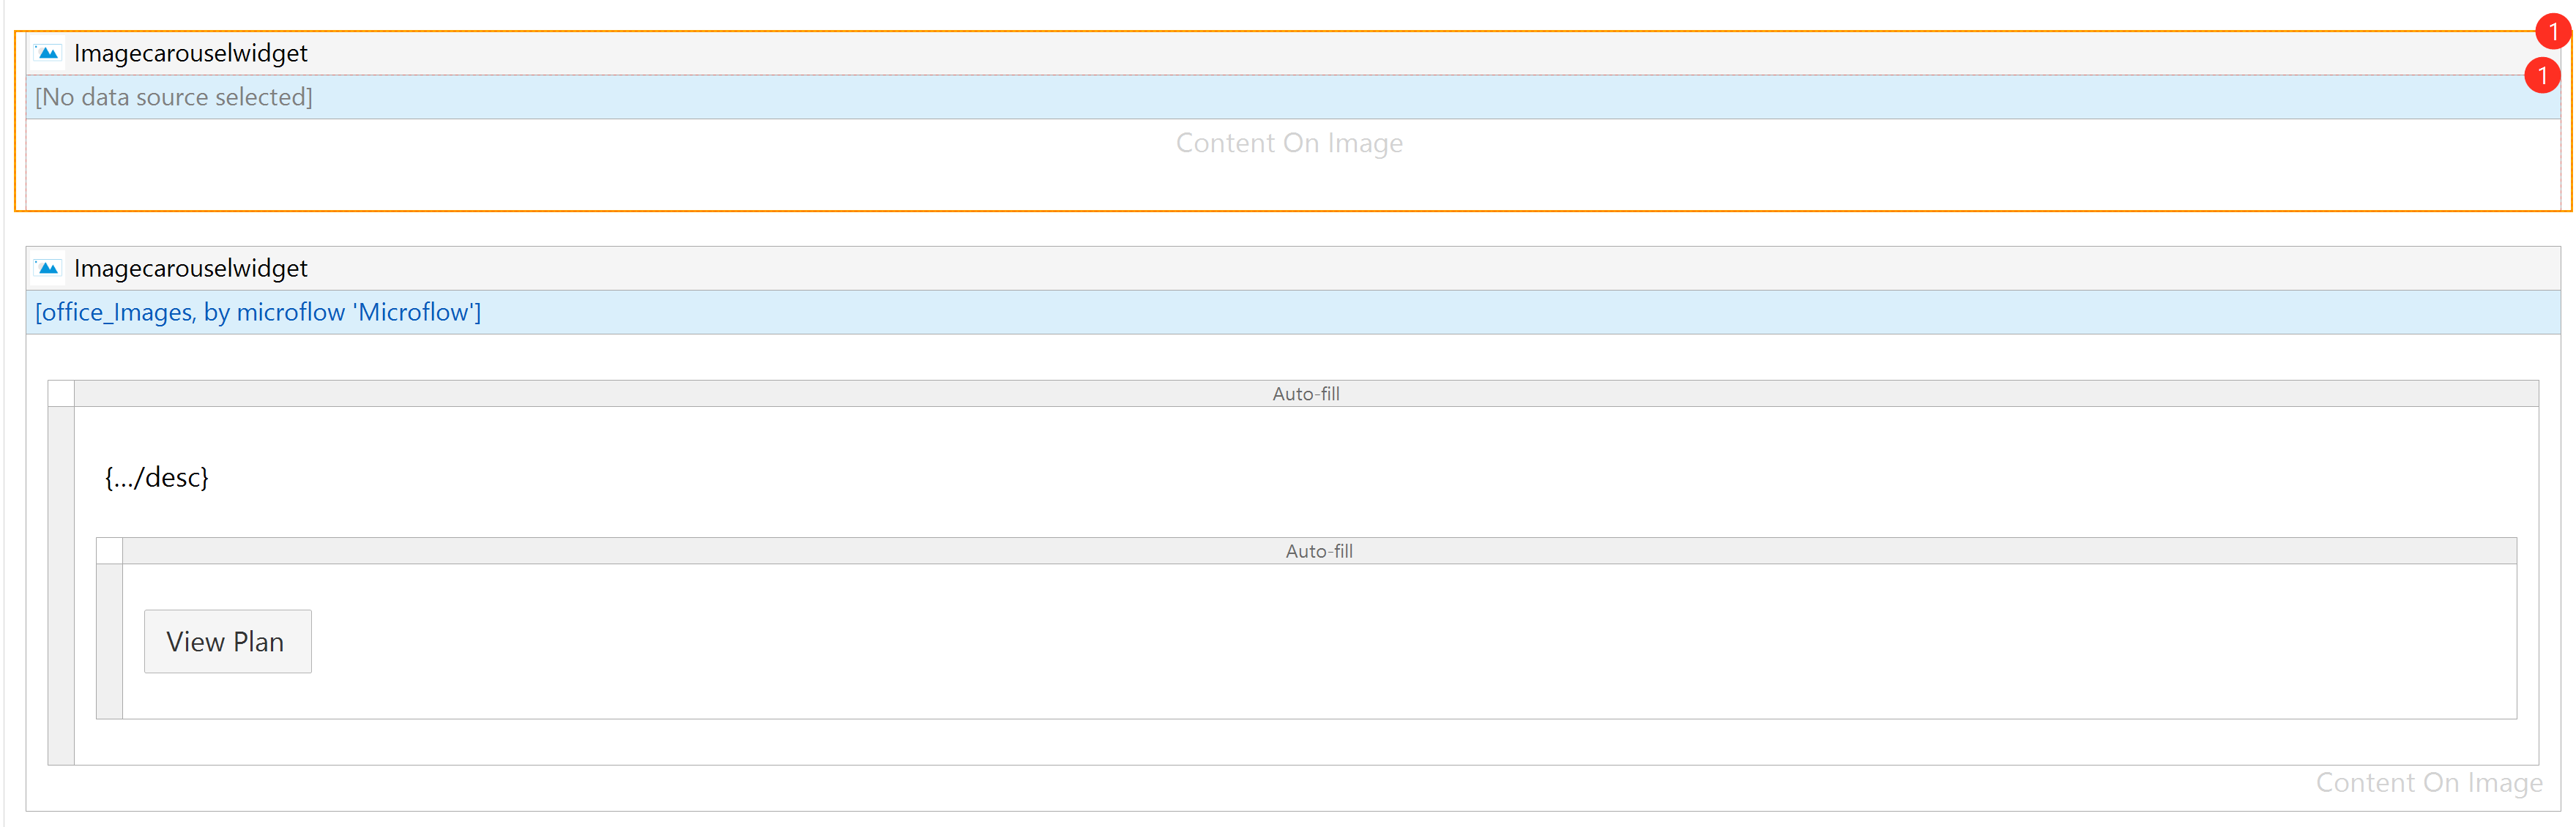 Imagecarouselwidget
1
[No data source selected]
1
Content On Image
Imagecarouselwidget
[office_Images, by microflow 'Microflow']
Auto-fill
{.../desc}
Auto-fill
View Plan
Content On Image